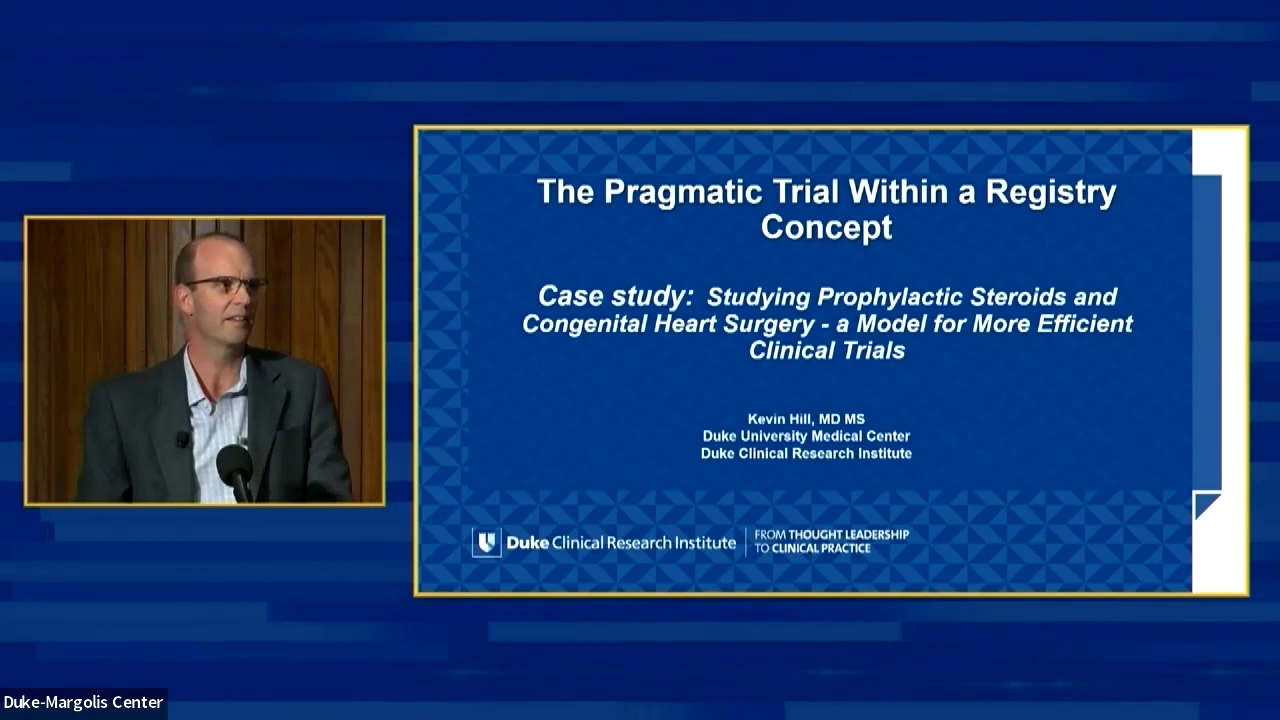 The Pragmatic Trial Within a Registry
Concept
Case study: Studying Prophylactic Steroids and
Congenital Heart Surgery - a Model for More Efficient
Clinical Trials
Kevin Hill, MD MS
Duke University Medical Center
Duke Clinical Research Institute
Duke Clinical Research Institute
FROM THOUGHT LEADERSHIP
TO CLINICAL PRACTICE
Duke-Margolis Center